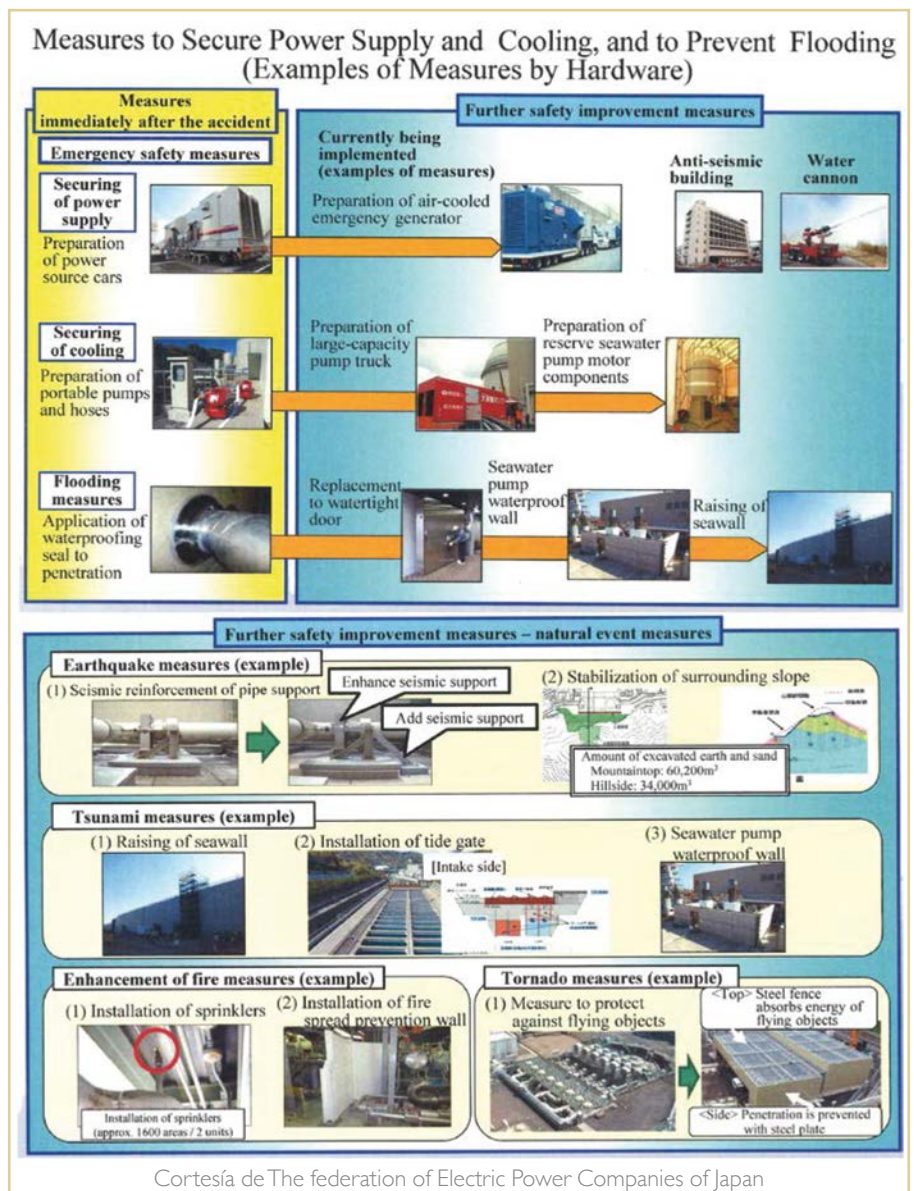 Measures to Secure Power Supply and Cooling, and to Prevent Flooding
(Examples of Measures by Hardware)
Measures
immediately after the accident
Emergency safety measures
Securing
of power
supply
Preparation
of power
source cars
Securing
of cooling
Preparation of
portable pumps
and hoses
Flooding
measures
Application of
waterproofing
seal to
penetration
Further safety improvement measures
Currently being
implemented
(examples of measures)
Preparation of air-cooled
emergency generator
Anti-seismic
building
Water
cannon
Preparation of
large-capacity
pump truck
Preparation of
reserve seawater
pump motor
components
Replacement
to watertight
door
Seawater
pump
waterproof
wall
Raising of
seawall
Further safety improvement measures – natural event measures
Earthquake measures (example)
(1) Seismic reinforcement of pipe support
Enhance seismic support
Add seismic support
(2) Stabilization of surrounding slope
Amount of excavated earth and sand
Mountaintop: 60,200m³
Hillside: 34,000m³
Tsunami measures (example)
(1) Raising of seawall
(2) Installation of tide gate
[Intake side]
(3) Seawater pump
waterproof wall
Enhancement of fire measures (example)
(1) Installation of sprinklers
Installation of sprinklers
(approx. 1600 areas / 2 units)
(2) Installation of fire
spread prevention wall
Tornado measures (example)
(1) Measure to protect
against flying objects
<Top> Steel fence
absorbs energy of
flying objects
<Side> Penetration is prevented
with steel plate
Cortesía de The federation of Electric Power Companies of Japan